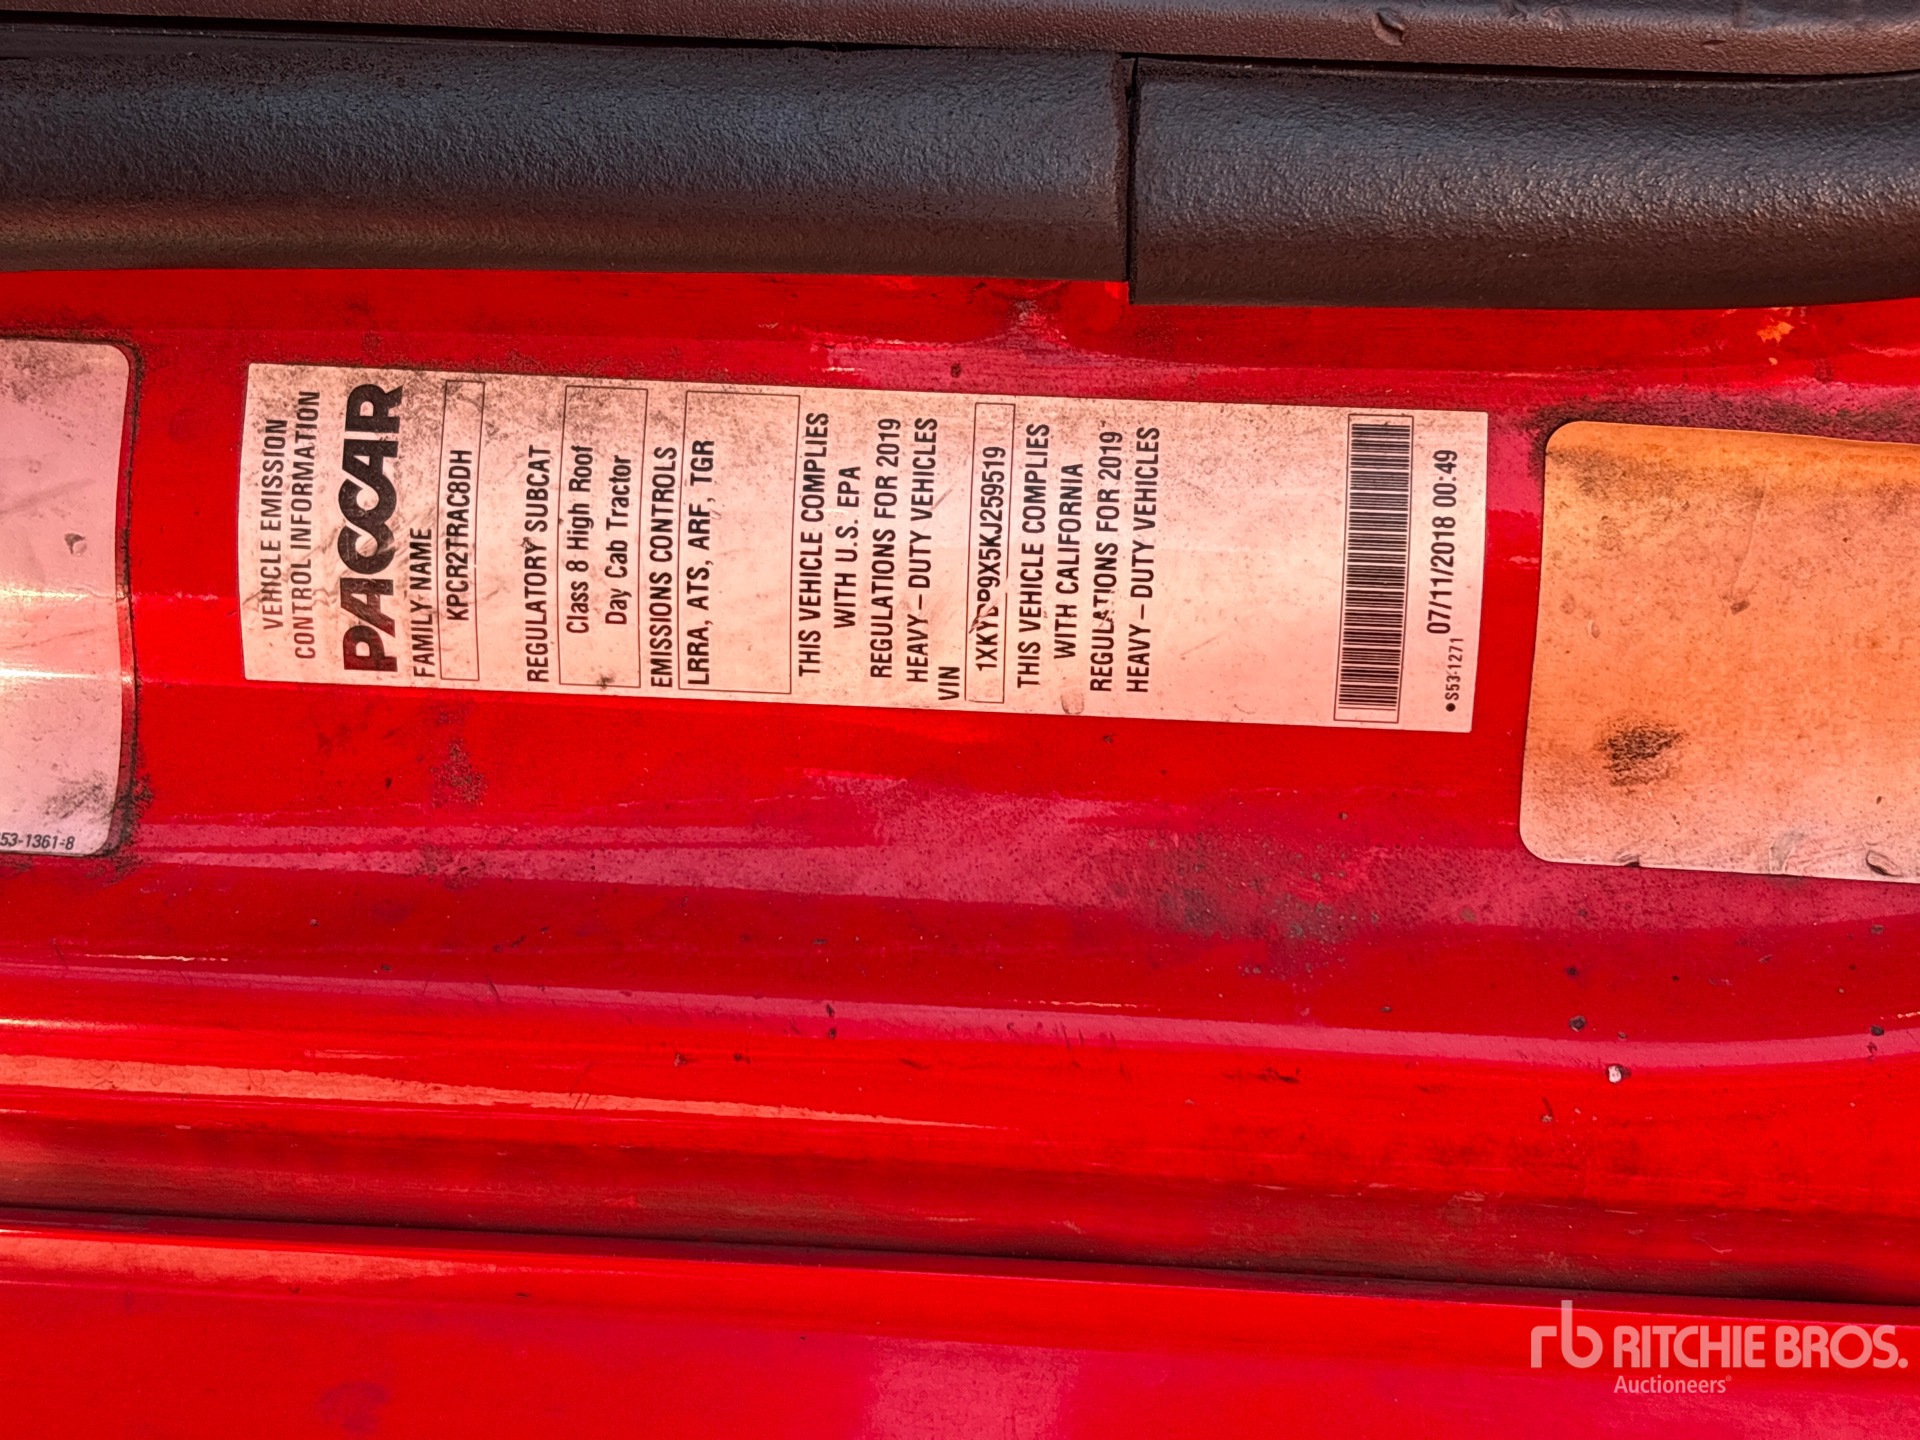 VEHICLE EMISSION
CONTROL INFORMATION
PACCAR
FAMILY NAME
KPCR2TRAC8DH
REGULATORY SUBCAT
Class 8 High Roof
Day Cab Tractor
EMISSIONS CONTROLS
LRRA, ATS, ARF, TGR
THIS VEHICLE COMPLIES
WITH U.S. EPA
REGULATIONS FOR 2019
HEAVY-DUTY VEHICLES
VIN
THIS VEHICLE COMPLIES
WITH CALIFORNIA
REGULATIONS FOR 2019
HEAVY-DUTY VEHICLES
•S53-1271 07/11/2018 00:49
53-1361-8
rb RITCHIE BROS.
Auctioneers